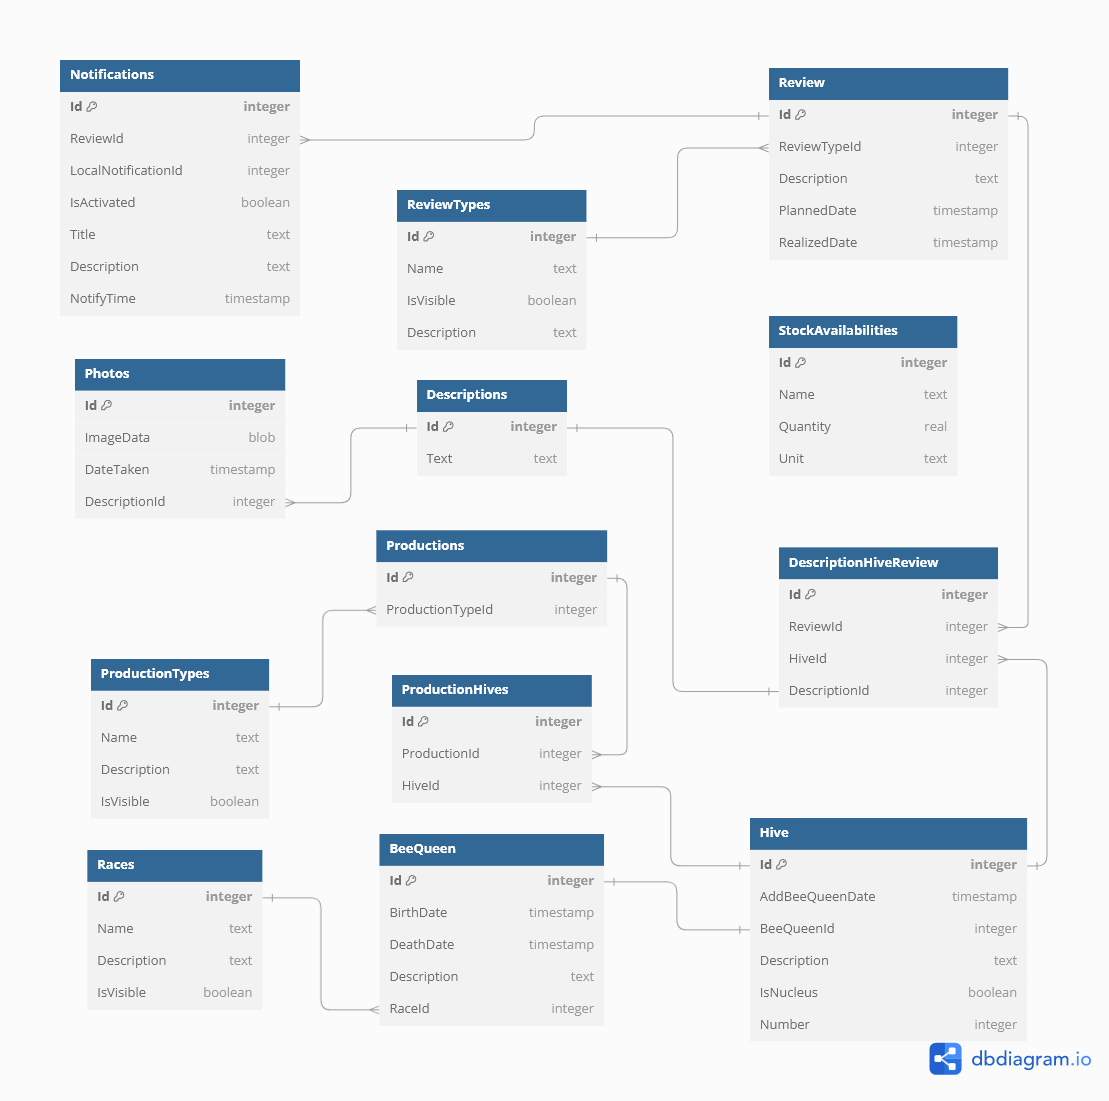 Notifications
Id integer
ReviewId integer
LocalNotificationId integer
IsActivated boolean
Title text
Description text
NotifyTime timestamp
Review
Id integer
ReviewTypeId integer
Description text
PlannedDate timestamp
RealizedDate timestamp
ReviewTypes
Id integer
Name text
IsVisible boolean
Description text
StockAvailabilities
Id integer
Name text
Quantity real
Unit text
Photos
Id integer
ImageData blob
DateTaken timestamp
DescriptionId integer
Descriptions
Id integer
Text text
Productions
Id integer
ProductionTypeId integer
DescriptionHiveReview
Id integer
ReviewId integer
HiveId integer
DescriptionId integer
ProductionTypes
Id integer
Name text
Description text
IsVisible boolean
ProductionHives
Id integer
ProductionId integer
HiveId integer
Races
Id integer
Name text
Description text
IsVisible boolean
BeeQueen
Id integer
BirthDate timestamp
DeathDate timestamp
Description text
RaceId integer
Hive
Id integer
AddBeeQueenDate timestamp
BeeQueenId integer
Description text
IsNucleus boolean
Number integer
dbdiagram.io